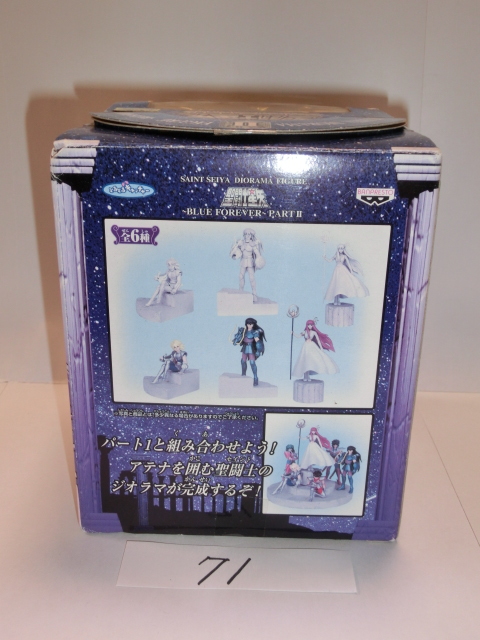 SAINT SEIYA DIORAMA FIGURE
聖闘士星矢
~BLUE FOREVER~ PART II
BANPRESTO
全6種
パート1と組み合わせよう!
アテナを囲む聖闘士の
ジオラマが完成するぞ!
71